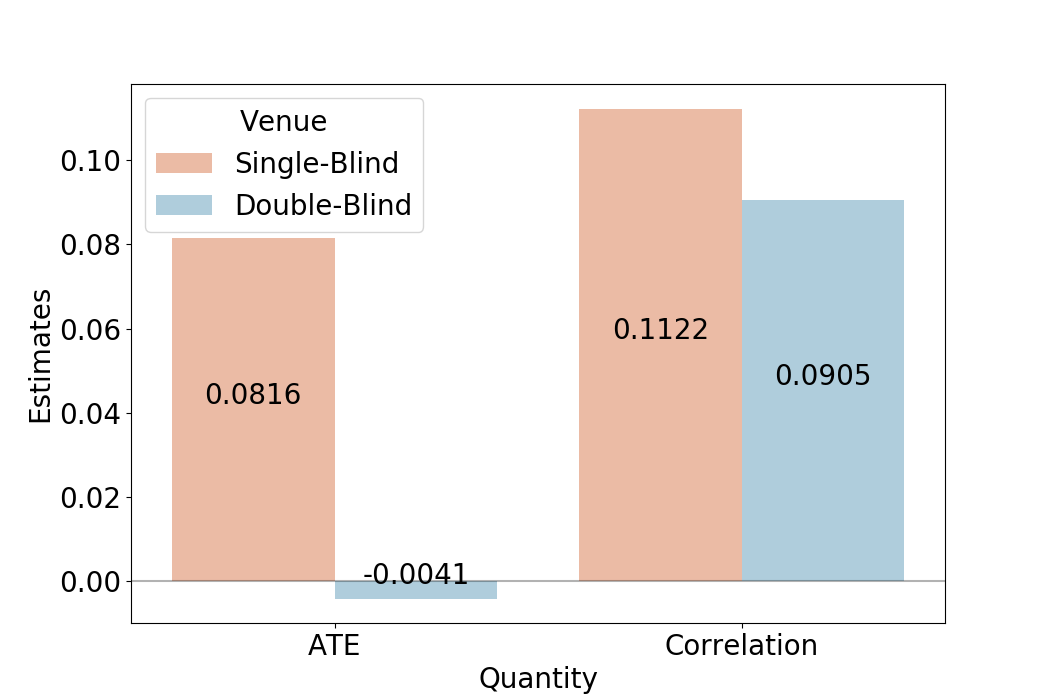 Venue
Single-Blind
Double-Blind
0.10
0.08
0.06
0.04
0.02
0.00
Estimates
0.0816
-0.0041
0.1122
0.0905
ATE
Correlation
Quantity